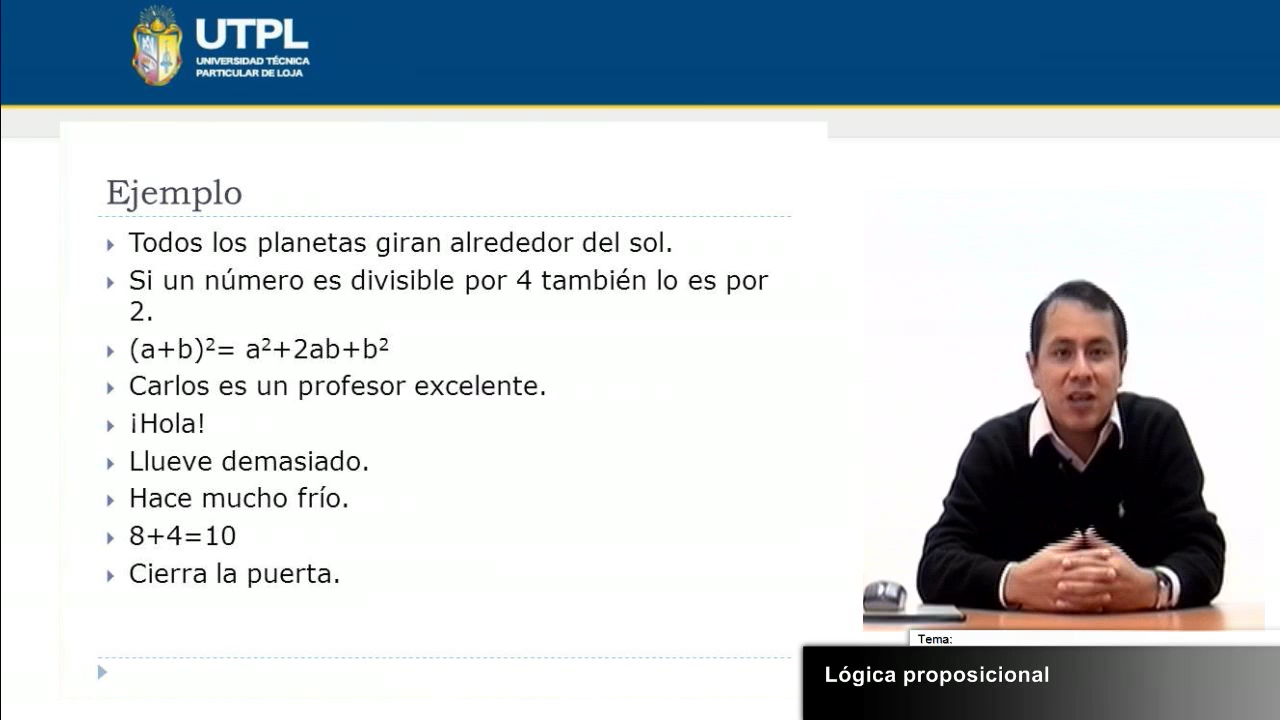 UTPL
UNIVERSIDAD TÉCNICA
PARTICULAR DE LOJA
Ejemplo
Todos los planetas giran alrededor del sol.
Si un número es divisible por 4 también lo es por
2.
(a+b)²= a²+2ab+b²
Carlos es un profesor excelente.
¡Hola!
Llueve demasiado.
Hace mucho frío.
8+4=10
Cierra la puerta.
Tema:
Lógica proposicional